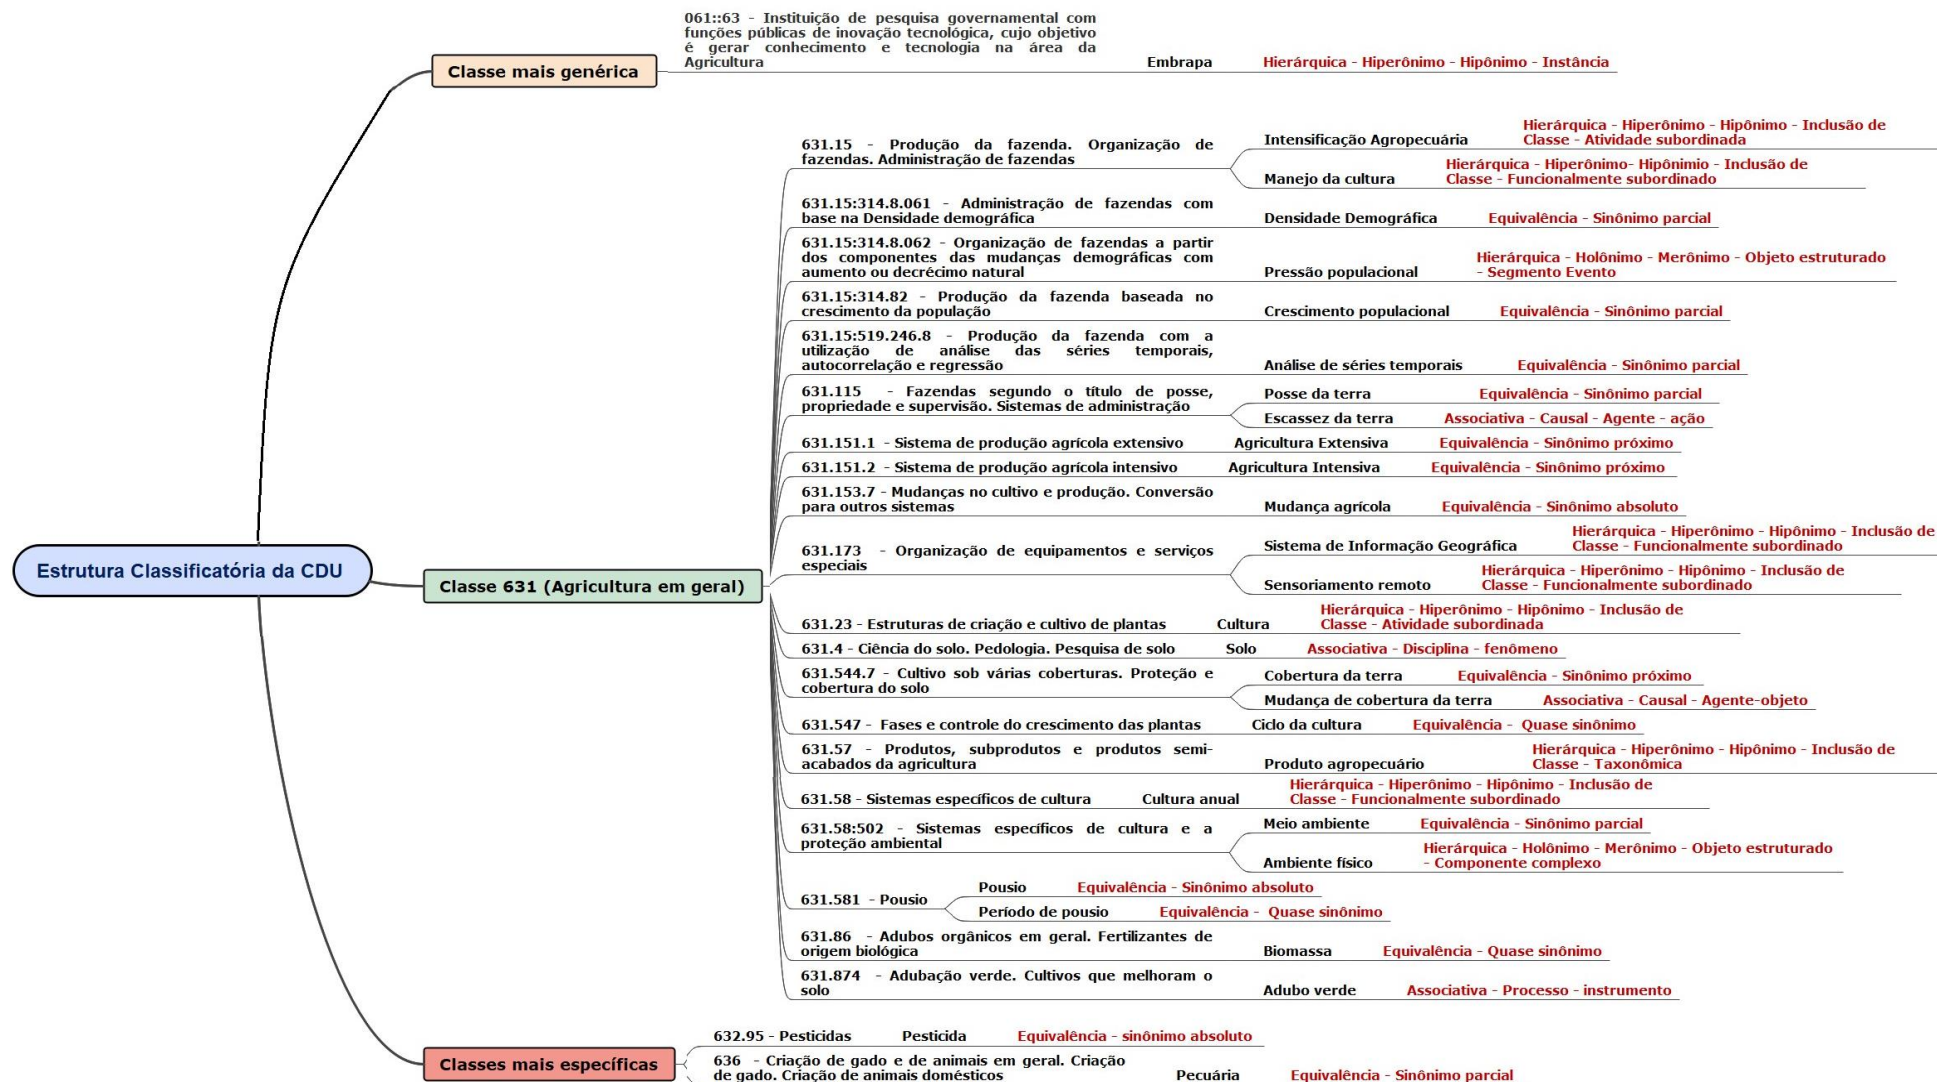 061::63 - Instituição de pesquisa governamental com
funções públicas de inovação tecnológica, cujo objetivo
é gerar conhecimento e tecnologia na área da
Agricultura
Embrapa
Hierárquica - Hiperônimo - Hipônimo - Instância
Classe mais genérica
631.15 - Produção da fazenda. Organização de
fazendas. Administração de fazendas
Intensificação Agropecuária
Hierárquica - Hiperônimo - Hipônimo - Inclusão de
Classe - Atividade subordinada
Manejo da cultura
Hierárquica - Hiperônimo- Hipônimio - Inclusão de
Classe - Funcionalmente subordinado
631.15:314.8.061 - Administração de fazendas com
base na Densidade demográfica
Densidade Demográfica
Equivalência - Sinônimo parcial
631.15:314.8.062 - Organização de fazendas a partir
dos componentes das mudanças demográficas com
aumento ou decrécimo natural
Pressão populacional
Hierárquica - Holônimo - Merônimo - Objeto estruturado
- Segmento Evento
631.15:314.82 - Produção da fazenda baseada no
crescimento da população
Crescimento populacional
Equivalência - Sinônimo parcial
631.15:519.246.8 - Produção da fazenda com a
utilização de análise das séries temporais,
autocorrelação e regressão
Análise de séries temporais
Equivalência - Sinônimo parcial
631.115 - Fazendas segundo o título de posse,
propriedade e supervisão. Sistemas de administração
Posse da terra
Equivalência - Sinônimo parcial
Escassez da terra
Associativa - Causal - Agente - ação
631.151.1 - Sistema de produção agrícola extensivo
Agricultura Extensiva
Equivalência - Sinônimo próximo
631.151.2 - Sistema de produção agrícola intensivo
Agricultura Intensiva
Equivalência - Sinônimo próximo
631.153.7 - Mudanças no cultivo e produção. Conversão
para outros sistemas
Mudança agrícola
Equivalência - Sinônimo absoluto
631.173 - Organização de equipamentos e serviços
especiais
Sistema de Informação Geográfica
Hierárquica - Hiperônimo - Hipônimo - Inclusão de
Classe - Funcionalmente subordinado
Sensoriamento remoto
Hierárquica - Hiperônimo - Hipônimo - Inclusão de
Classe - Funcionalmente subordinado
Estrutura Classificatória da CDU
Classe 631 (Agricultura em geral)
631.23 - Estruturas de criação e cultivo de plantas
Cultura
Hierárquica - Hiperônimo - Hipônimo - Inclusão de
Classe - Atividade subordinada
631.4 - Ciência do solo. Pedologia. Pesquisa de solo
Solo
Associativa - Disciplina - fenômeno
631.544.7 - Cultivo sob várias coberturas. Proteção e
cobertura do solo
Cobertura da terra
Equivalência - Sinônimo próximo
Mudança de cobertura da terra
Associativa - Causal - Agente-objeto
631.547 - Fases e controle do crescimento das plantas
Ciclo da cultura
Equivalência - Quase sinônimo
631.57 - Produtos, subprodutos e produtos semi-
acabados da agricultura
Produto agropecuário
Hierárquica - Hiperônimo - Hipônimo - Inclusão de
Classe - Taxonômica
631.58 - Sistemas específicos de cultura
Cultura anual
Hierárquica - Hiperônimo - Hipônimo - Inclusão de
Classe - Funcionalmente subordinado
631.58:502 - Sistemas específicos de cultura e a
proteção ambiental
Meio ambiente
Equivalência - Sinônimo parcial
Ambiente físico
Hierárquica - Holônimo - Merônimo - Objeto estruturado
- Componente complexo
631.581 - Pousio
Pousio
Equivalência - Sinônimo absoluto
Período de pousio
Equivalência - Quase sinônimo
631.86 - Adubos orgânicos em geral. Fertilizantes de
origem biológica
Biomassa
Equivalência - Quase sinônimo
631.874 - Adubação verde. Cultivos que melhoram o
solo
Adubo verde
Associativa - Processo - instrumento
Classes mais específicas
632.95 - Pesticidas
Pesticida
Equivalência - sinônimo absoluto
636 - Criação de gado e de animais em geral. Criação
de gado. Criação de animais domésticos
Pecuária
Equivalência - Sinônimo parcial